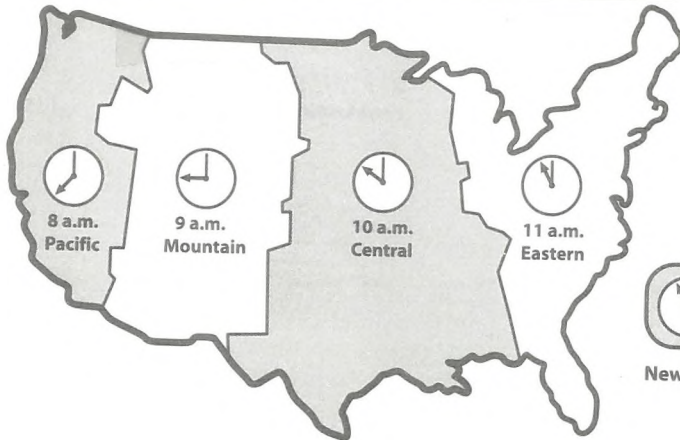 8 a.m.
Pacific
9 a.m.
Mountain
10 a.m.
Central
11 a.m.
Eastern
New